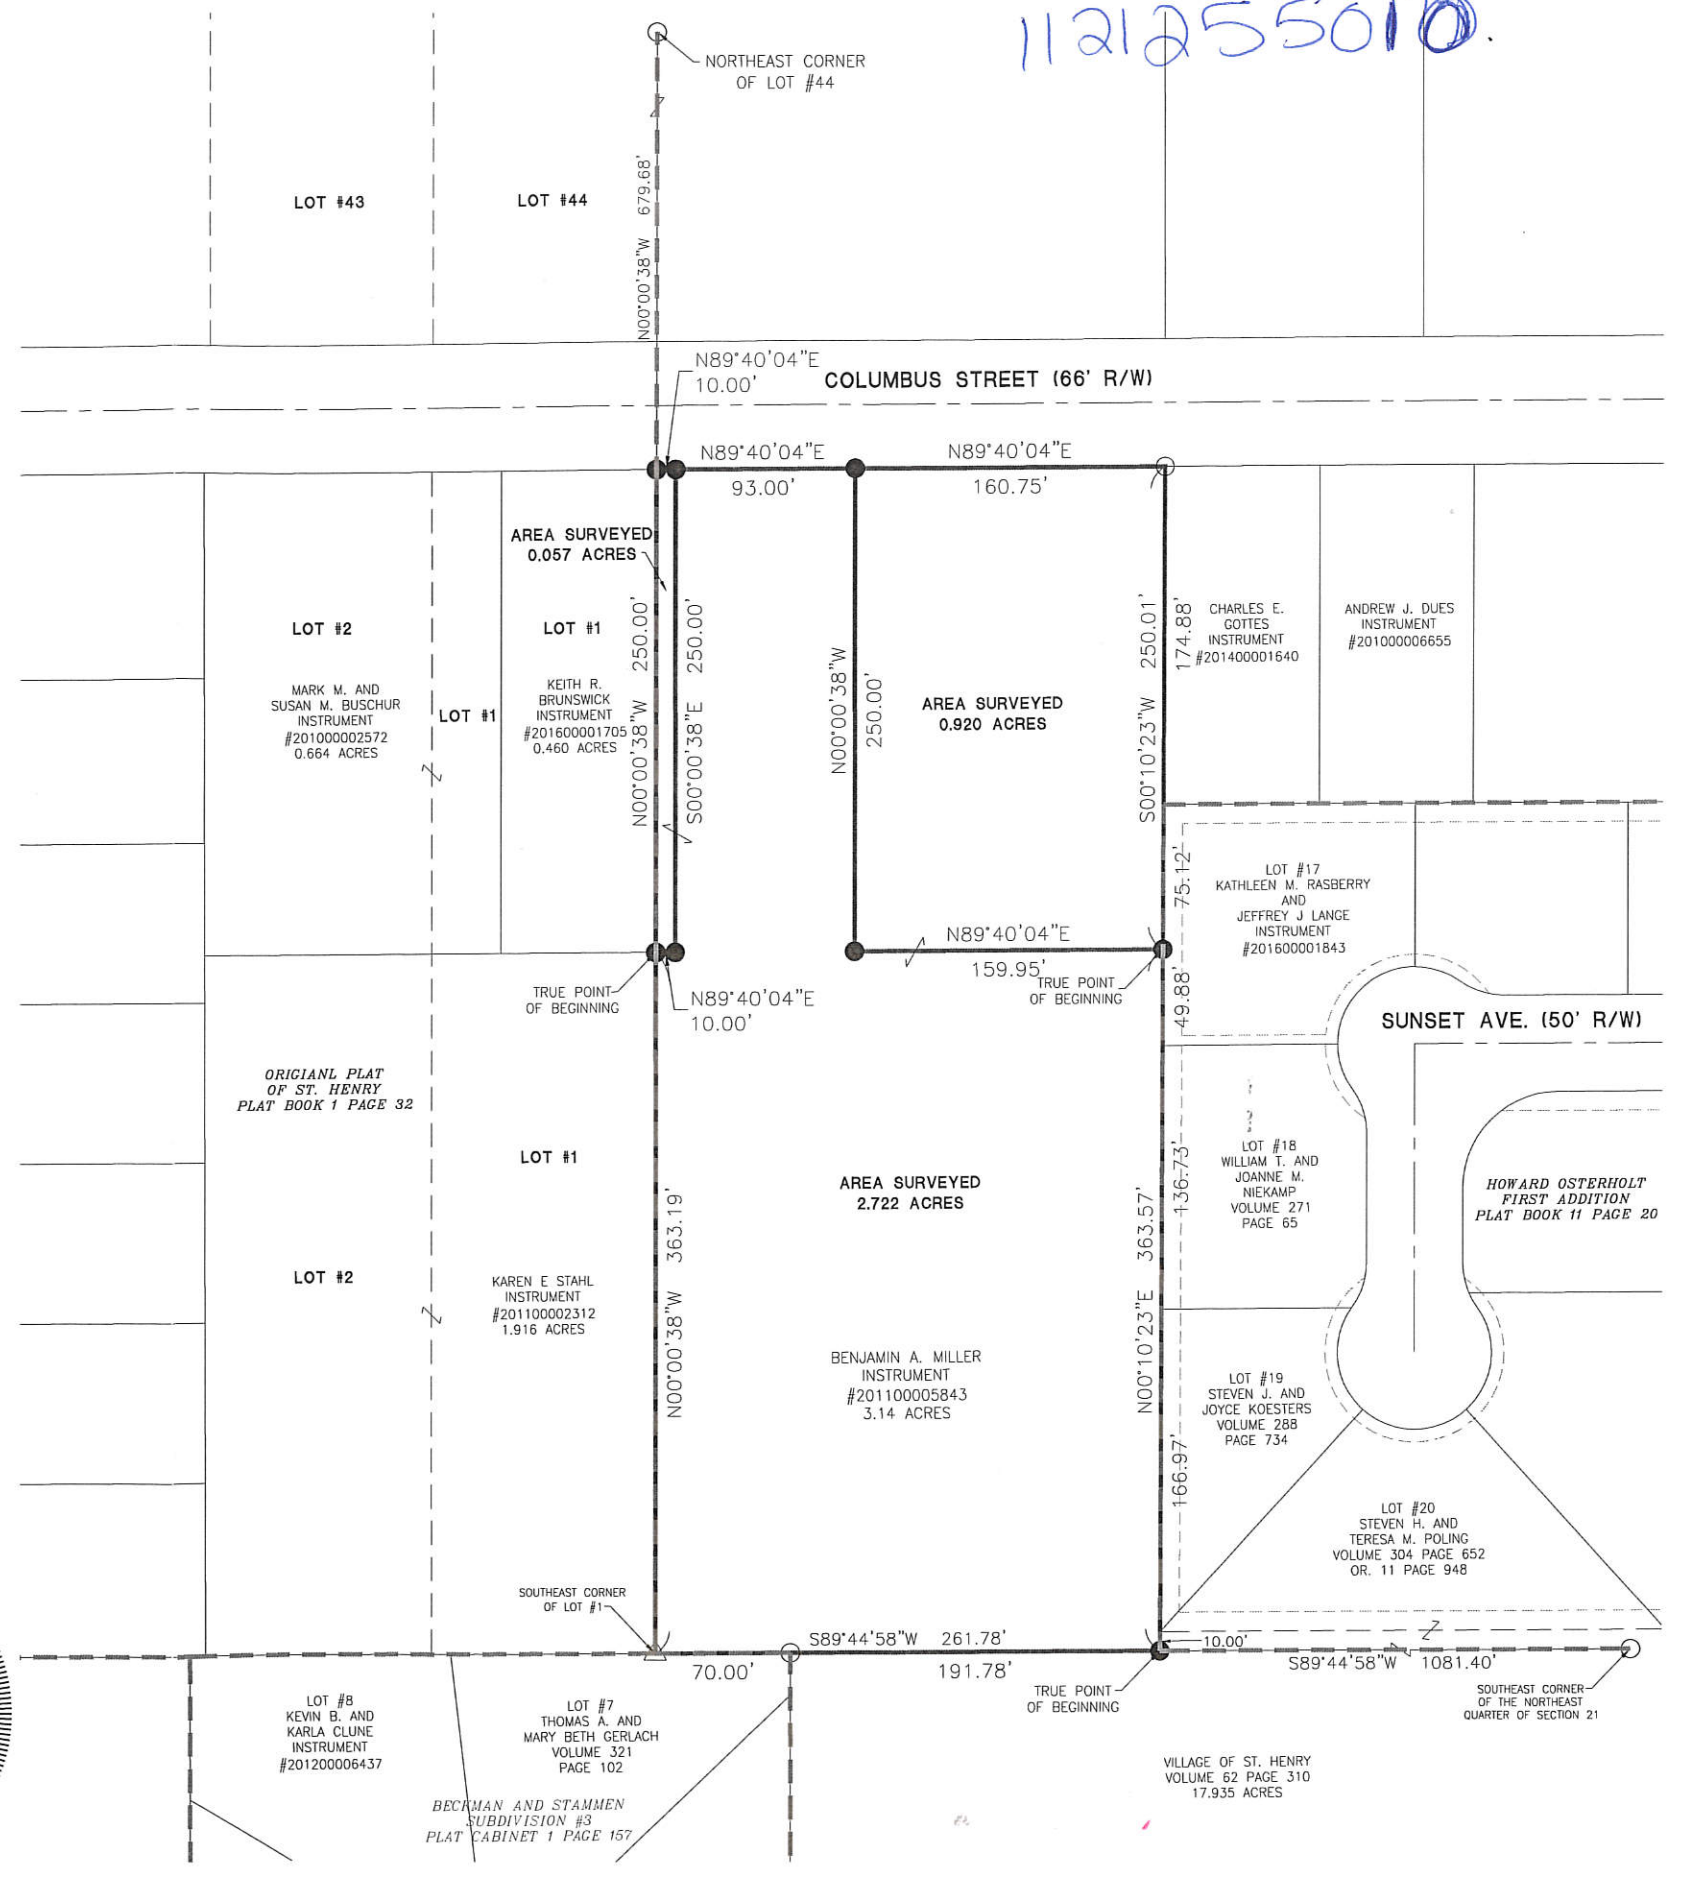 1121255010.
NORTHEAST CORNER
OF LOT #44
LOT #43
LOT #44
N00°00'38"W 679.68'
N89°40'04"E
10.00'
COLUMBUS STREET (66' R/W)
N89°40'04"E
93.00'
N89°40'04"E
160.75'
AREA SURVEYED
0.057 ACRES
LOT #2
MARK M. AND
SUSAN M. BUSCHUR
INSTRUMENT
#201000002572
0.664 ACRES
LOT #1
LOT #1
KEITH R.
BRUNSWICK
INSTRUMENT
#201600001705
0.460 ACRES
N00°00'38"W 250.00'
S00°00'38"E 250.00'
N00°00'38"W
250.00'
AREA SURVEYED
0.920 ACRES
S00°10'23"W 250.01'
174.88'
CHARLES E.
GOTTES
INSTRUMENT
#201400001640
ANDREW J. DUES
INSTRUMENT
#201000006655
75.12'
LOT #17
KATHLEEN M. RASBERRY
AND
JEFFREY J LANGE
INSTRUMENT
#201600001843
N89°40'04"E
159.95'
TRUE POINT
OF BEGINNING
N89°40'04"E
10.00'
TRUE POINT
OF BEGINNING
49.88'
SUNSET AVE. (50' R/W)
ORIGIANL PLAT
OF ST. HENRY
PLAT BOOK 1 PAGE 32
LOT #1
LOT #2
KAREN E STAHL
INSTRUMENT
#201100002312
1.916 ACRES
N00°00'38"W 363.19'
AREA SURVEYED
2.722 ACRES
BENJAMIN A. MILLER
INSTRUMENT
#201100005843
3.14 ACRES
N00°10'23"E 363.57'
136.73'
LOT #18
WILLIAM T. AND
JOANNE M.
NIEKAMP
VOLUME 271
PAGE 65
HOWARD OSTERHOLT
FIRST ADDITION
PLAT BOOK 11 PAGE 20
LOT #19
STEVEN J. AND
JOYCE KOESTERS
VOLUME 288
PAGE 734
166.97'
LOT #20
STEVEN H. AND
TERESA M. POLING
VOLUME 304 PAGE 652
OR. 11 PAGE 948
SOUTHEAST CORNER
OF LOT #1
S89°44'58"W 261.78'
70.00'
191.78'
10.00'
S89°44'58"W 1081.40'
TRUE POINT
OF BEGINNING
SOUTHEAST CORNER
OF THE NORTHEAST
QUARTER OF SECTION 21
LOT #8
KEVIN B. AND
KARLA CLUNE
INSTRUMENT
#201200006437
LOT #7
THOMAS A. AND
MARY BETH GERLACH
VOLUME 321
PAGE 102
VILLAGE OF ST. HENRY
VOLUME 62 PAGE 310
17.935 ACRES
BECKMAN AND STAMMEN
SUBDIVISION #3
PLAT CABINET 1 PAGE 157